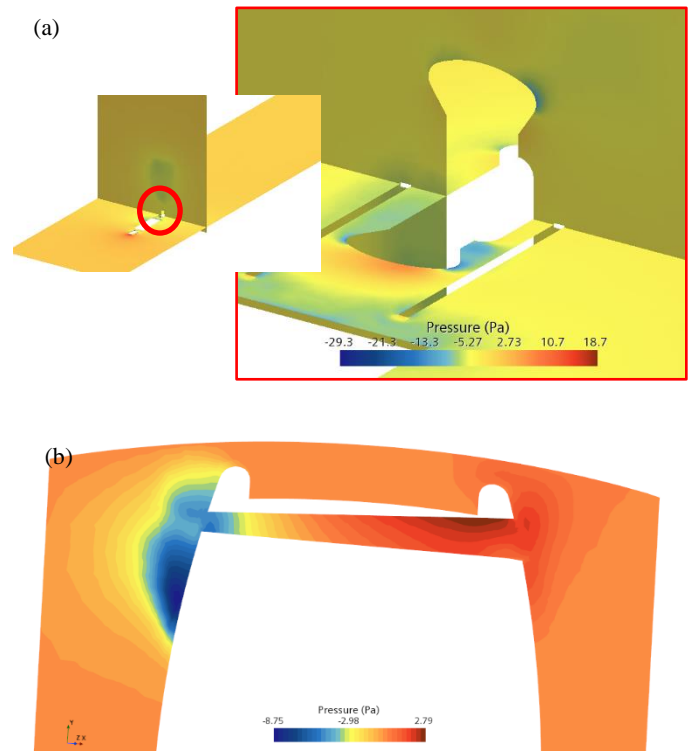 (a)
Pressure (Pa)
-29.3 -21.3 -13.3 -5.27 2.73 10.7 18.7
(b)
Pressure (Pa)
-8.75 -2.98 2.79
Y
Z X